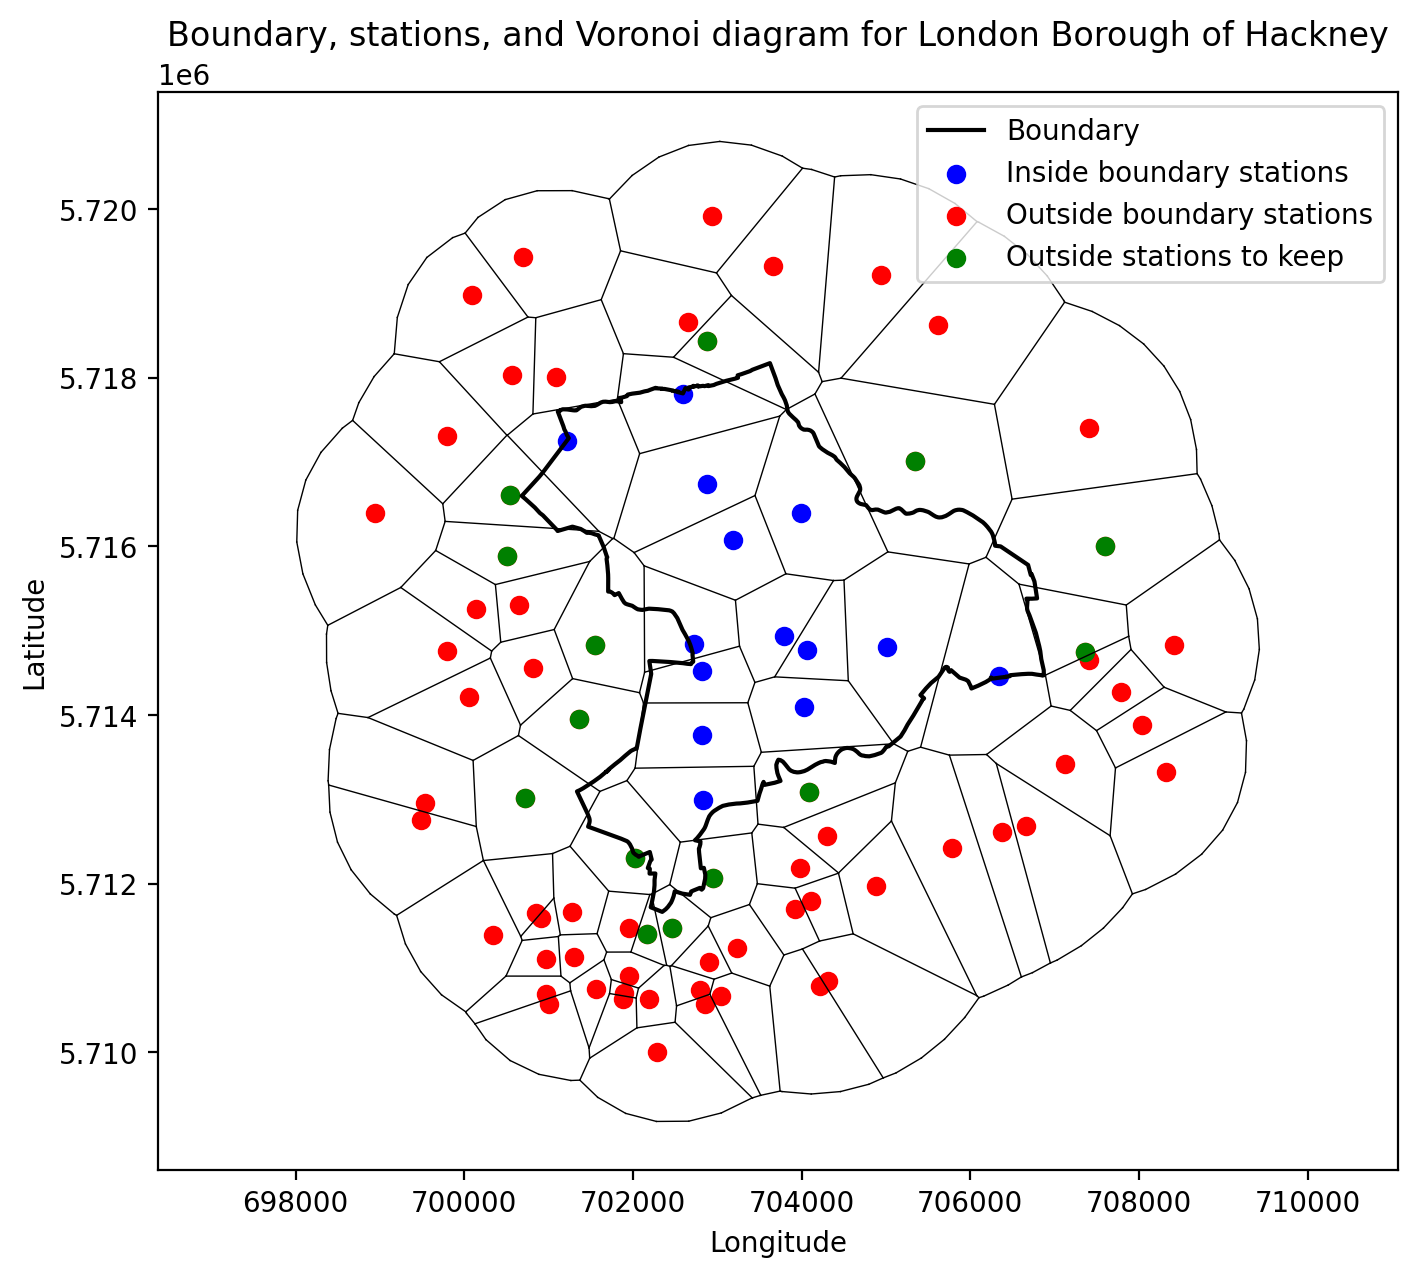 Boundary, stations, and Voronoi diagram for London Borough of Hackney
1e6
Boundary
Inside boundary stations
Outside boundary stations
Outside stations to keep
5.720
5.718
5.716
5.714
5.712
5.710
Latitude
698000 700000 702000 704000 706000 708000 710000
Longitude